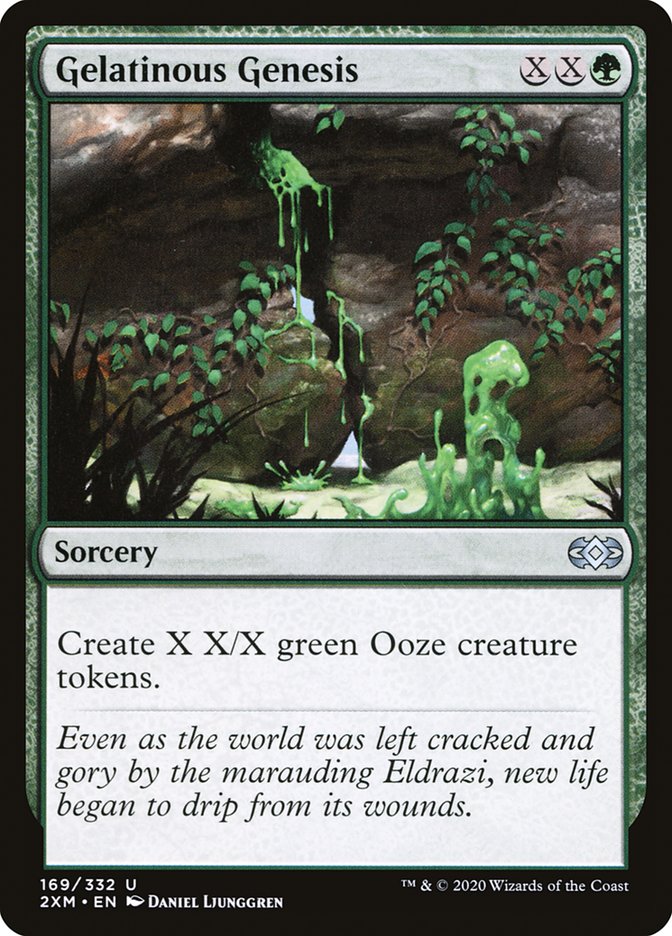 Gelatinous Genesis XX
Sorcery
Create X X/X green Ooze creature
tokens.
Even as the world was left cracked and
gory by the marauding Eldrazi, new life
began to drip from its wounds.
169/332 U
™ & © 2020 Wizards of the Coast
2XM • EN Daniel Ljunggren